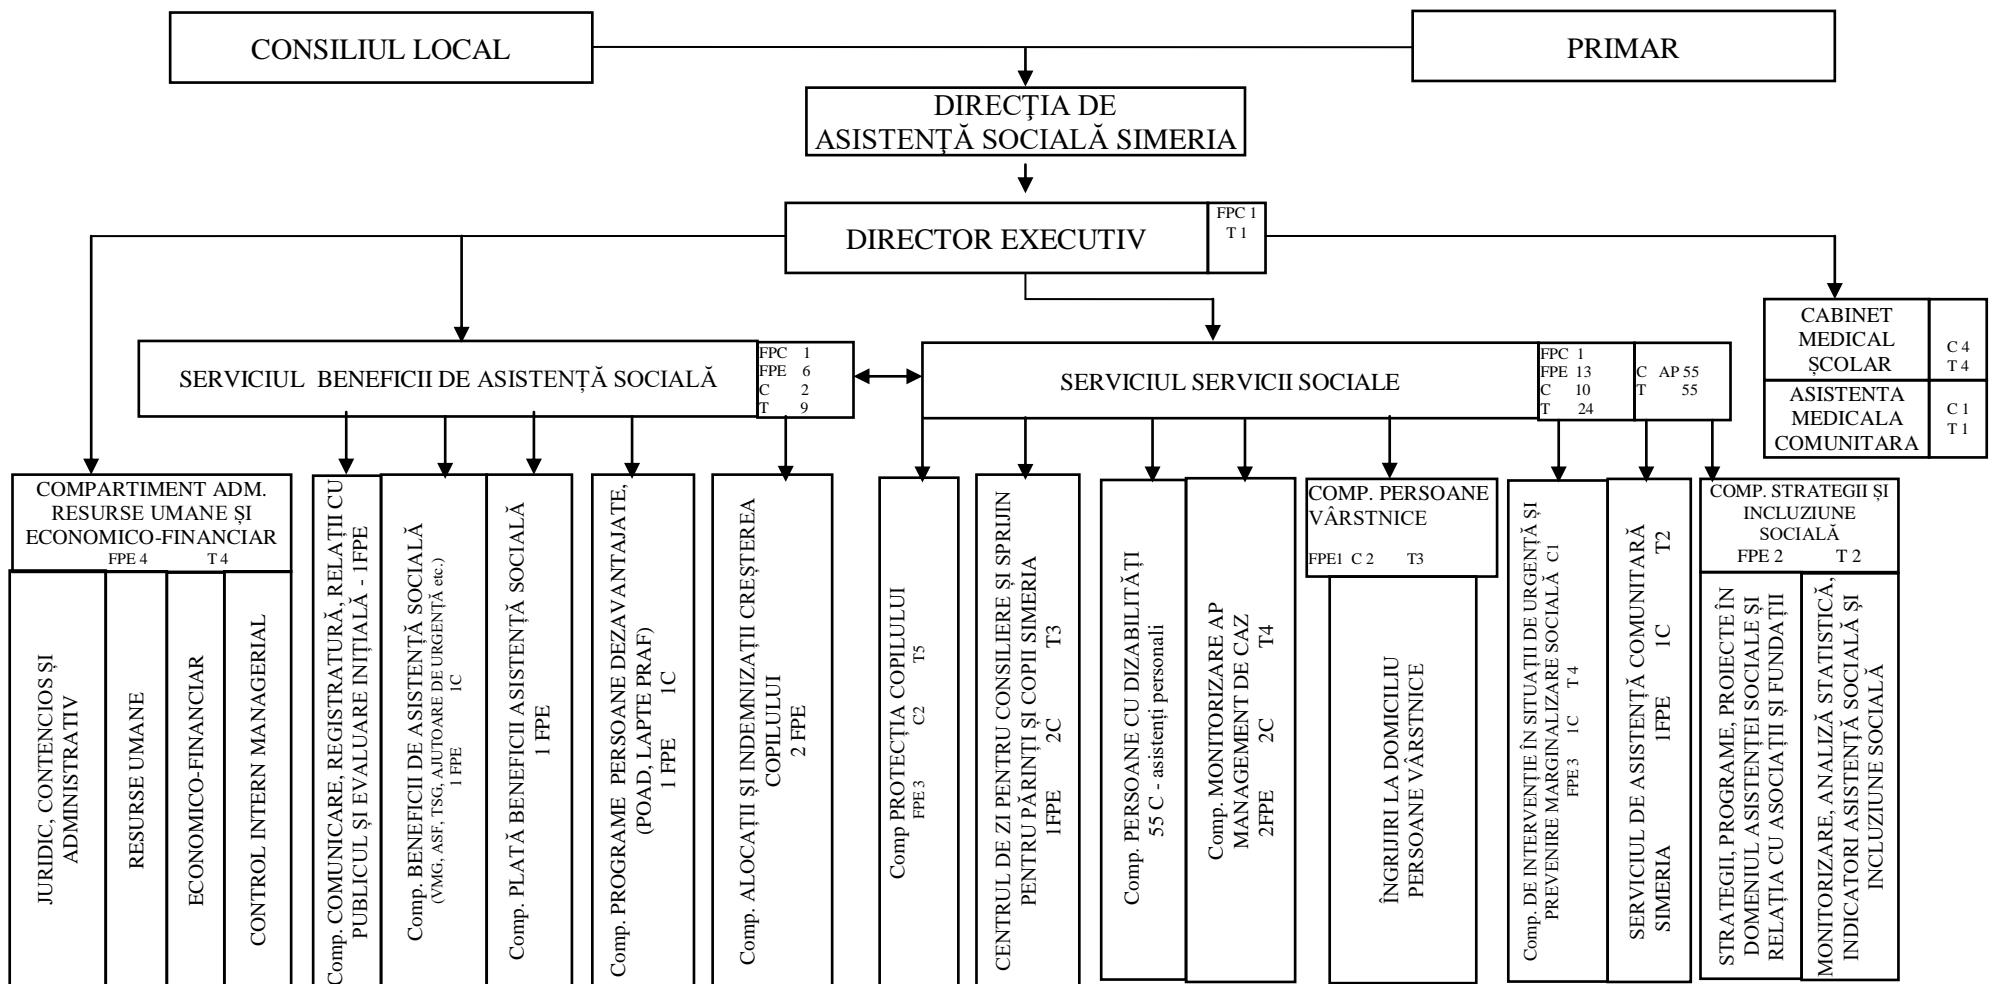 CONSILIUL LOCAL
PRIMAR
DIRECŢIA DE
ASISTENŢĂ SOCIALĂ SIMERIA
DIRECTOR EXECUTIV
FPC 1
T 1
CABINET
MEDICAL
ȘCOLAR
C 4
T 4
ASISTENTA
MEDICALA
COMUNITARA
C 1
T 1
SERVICIUL BENEFICII DE ASISTENȚĂ SOCIALĂ
FPC 1
FPE 6
C 2
T 9
SERVICIUL SERVICII SOCIALE
FPC 1
FPE 13
C 10
T 24
C AP 55
T 55
COMPARTIMENT ADM.
RESURSE UMANE ȘI
ECONOMICO-FINANCIAR
FPE 4 T 4
JURIDIC, CONTENCIOS ȘI
ADMINISTRATIV
RESURSE UMANE
ECONOMICO-FINANCIAR
CONTROL INTERN MANAGERIAL
Comp. COMUNICARE, REGISTRATURĂ, RELAȚII CU
PUBLICUL ȘI EVALUARE INIȚIALĂ - 1FPE
Comp. BENEFICII DE ASISTENȚĂ SOCIALĂ
(VMG, ASF, TSG, AJUTOARE DE URGENȚĂ etc.)
1 FPE 1C
Comp. PLATĂ BENEFICII ASISTENȚĂ SOCIALĂ
1 FPE
Comp. PROGRAME PERSOANE DEZAVANTAJATE,
(POAD, LAPTE PRAF)
1 FPE 1C
Comp. ALOCAȚII ȘI INDEMNIZAȚII CREȘTEREA
COPILULUI
2 FPE
Comp PROTECȚIA COPILULUI
FPE 3 C2 T5
CENTRUL DE ZI PENTRU CONSILIERE ȘI SPRIJIN
PENTRU PĂRINȚI ȘI COPII SIMERIA
1FPE 2C T3
Comp. PERSOANE CU DIZABILITĂȚI
55 C - asistenți personali
Comp. MONITORIZARE AP
MANAGEMENT DE CAZ
2FPE 2C T4
COMP. PERSOANE
VÂRSTNICE
FPE1 C 2 T3
ÎNGRIJIRI LA DOMICILIU
PERSOANE VÂRSTNICE
Comp. DE INTERVENȚIE ÎN SITUAȚII DE URGENȚĂ ȘI
PREVENIRE MARGINALIZARE SOCIALĂ C1
FPE 3 1C T 4
SERVICIUL DE ASISTENȚĂ COMUNITARĂ
SIMERIA 1FPE 1C T2
COMP. STRATEGII ȘI
INCLUZIUNE
SOCIALĂ
FPE 2 T 2
STRATEGII, PROGRAME, PROIECTE ÎN
DOMENIUL ASISTENȚEI SOCIALE ȘI
RELAȚIA CU ASOCIAȚII ȘI FUNDAȚII
MONITORIZARE, ANALIZĂ STATISTICĂ,
INDICATORI ASISTENȚĂ SOCIALĂ ȘI
INCLUZIUNE SOCIALĂ